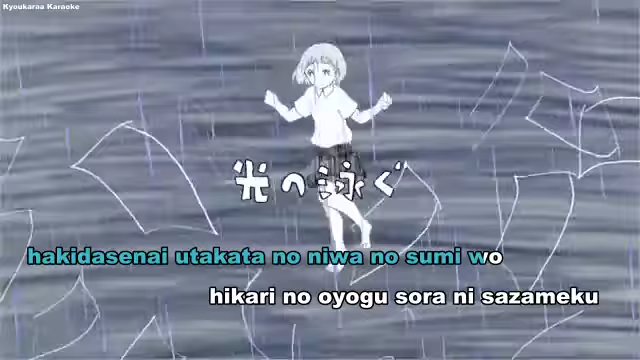 Kyoukaraa Karaoke
光の泳ぐ
hakidasenai utakata no niwa no sumi wo
hikari no oyogu sora ni sazameku